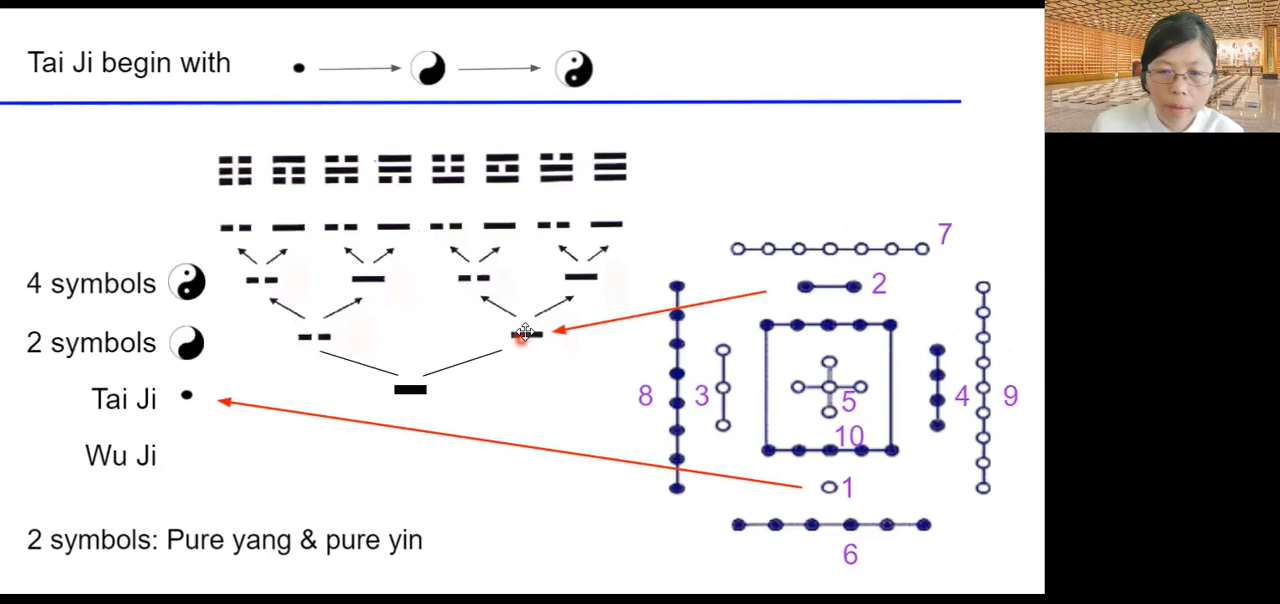 Tai Ji begin with
7
4 symbols
2
2 symbols
8
3
4
9
Tai Ji
5
10
Wu Ji
1
2 symbols: Pure yang & pure yin
6